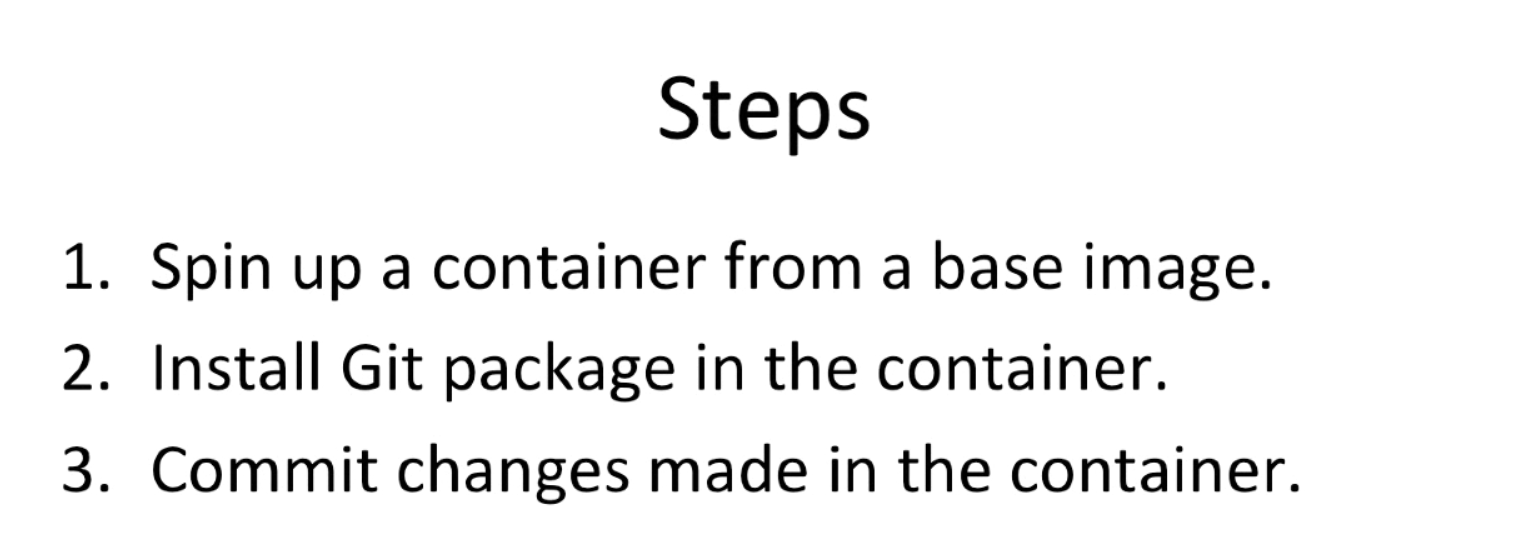 Steps
1. Spin up a container from a base image.
2. Install Git package in the container.
3. Commit changes made in the container.